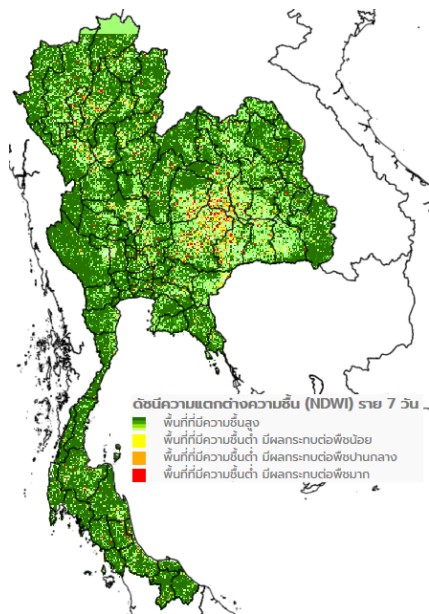 ดัชนีความแตกต่างความชื้น (NDWI) ราย 7 วัน
พื้นที่ที่มีความชื้นสูง
พื้นที่ที่มีความชื้นต่ำ มีผลกระทบต่อพืชน้อย
พื้นที่ที่มีความชื้นต่ำ มีผลกระทบต่อพืชปานกลาง
พื้นที่ที่มีความชื้นต่ำ มีผลกระทบต่อพืชมาก